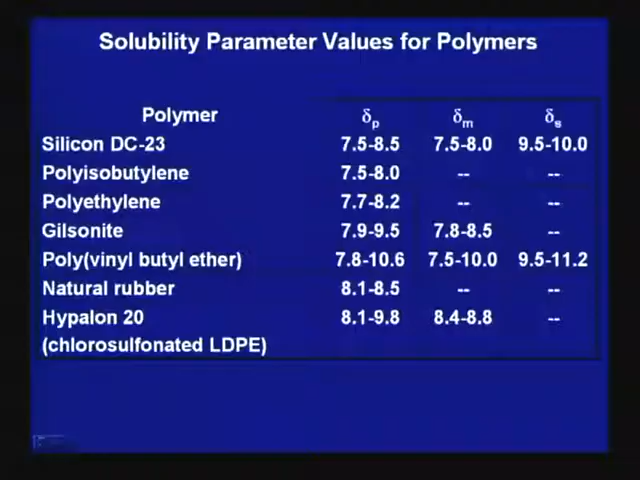 Solubility Parameter Values for Polymers
Polymer δp δm δs
Silicon DC-23 7.5-8.5 7.5-8.0 9.5-10.0
Polyisobutylene 7.5-8.0 -- --
Polyethylene 7.7-8.2 -- --
Gilsonite 7.9-9.5 7.8-8.5 --
Poly(vinyl butyl ether) 7.8-10.6 7.5-10.0 9.5-11.2
Natural rubber 8.1-8.5 -- --
Hypalon 20 8.1-9.8 8.4-8.8 --
(chlorosulfonated LDPE)